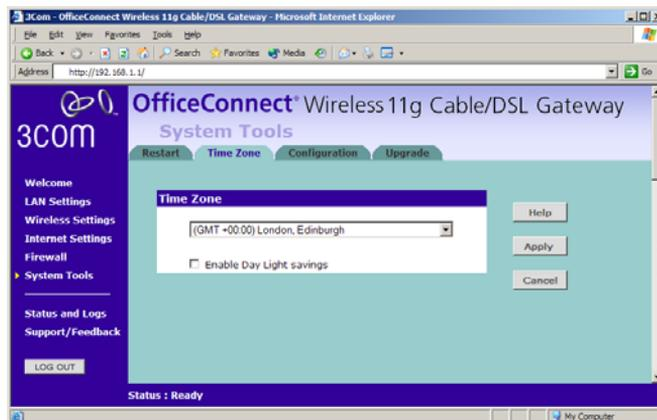 3Com - OfficeConnect Wireless 11g Cable/DSL Gateway - Microsoft Internet Explorer
File Edit View Favorites Tools Help
Back Search Favorites Media
Address http://192.168.1.1/ Go
3COM
OfficeConnect® Wireless 11g Cable/DSL Gateway
System Tools
Restart Time Zone Configuration Upgrade
Welcome
LAN Settings
Wireless Settings
Internet Settings
Firewall
System Tools
Status and Logs
Support/Feedback
LOG OUT
Time Zone
(GMT +00:00) London, Edinburgh
Enable Day Light savings
Help
Apply
Cancel
Status : Ready
My Computer